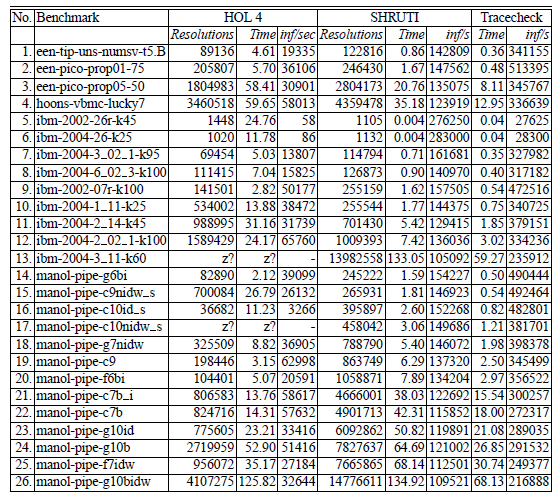 No. Benchmark HOL 4 SHRUTI Tracecheck
Resolutions Time inf/sec Resolutions Time inf/s Time inf/s
1. een-tip-uns-numsv-t5.B 89136 4.61 19335 122816 0.86 142809 0.36 341155
2. een-pico-prop01-75 205807 5.70 36106 246430 1.67 147562 0.48 513395
3. een-pico-prop05-50 1804983 58.41 30901 2804173 20.76 135075 8.11 345767
4. hoons-vbmc-lucky7 3460518 59.65 58013 4359478 35.18 123919 12.95 336639
5. ibm-2002-26r-k45 1448 24.76 58 1105 0.004 276250 0.04 27625
6. ibm-2004-26-k25 1020 11.78 86 1132 0.004 283000 0.04 28300
7. ibm-2004-3_02_1-k95 69454 5.03 13807 114794 0.71 161681 0.35 327982
8. ibm-2004-6_02_3-k100 111415 7.04 15825 126873 0.90 140970 0.40 317182
9. ibm-2002-07r-k100 141501 2.82 50177 255159 1.62 157505 0.54 472516
10. ibm-2004-1_11-k25 534002 13.88 38472 255544 1.77 144375 0.75 340725
11. ibm-2004-2_14-k45 988995 31.16 31739 701430 5.42 129415 1.85 379151
12. ibm-2004-2_02_1-k100 1589429 24.17 65760 1009393 7.42 136036 3.02 334236
13. ibm-2004-3_11-k60 z? z? - 13982558 133.05 105092 59.27 235912
14. manol-pipe-g6bi 82890 2.12 39099 245222 1.59 154227 0.50 490444
15. manol-pipe-c9nidw_s 700084 26.79 26132 265931 1.81 146923 0.54 492464
16. manol-pipe-c10id_s 36682 11.23 3266 395897 2.60 152268 0.82 482801
17. manol-pipe-c10nidw_s z? z? - 458042 3.06 149686 1.21 381701
18. manol-pipe-g7nidw 325509 8.82 36905 788790 5.40 146072 1.98 398378
19. manol-pipe-c9 198446 3.15 62998 863749 6.29 137320 2.50 345499
20. manol-pipe-f6bi 104401 5.07 20591 1058871 7.89 134204 2.97 356522
21. manol-pipe-c7b_i 806583 13.76 58617 4666001 38.03 122692 15.54 300257
22. manol-pipe-c7b 824716 14.31 57632 4901713 42.31 115852 18.00 272317
23. manol-pipe-g10id 775605 23.21 33416 6092862 50.82 119891 21.08 289035
24. manol-pipe-g10b 2719959 52.90 51416 7827637 64.69 121002 26.85 291532
25. manol-pipe-f7idw 956072 35.17 27184 7665865 68.14 112501 30.74 249377
26. manol-pipe-g10bidw 4107275 125.82 32644 14776611 134.92 109521 68.13 216888